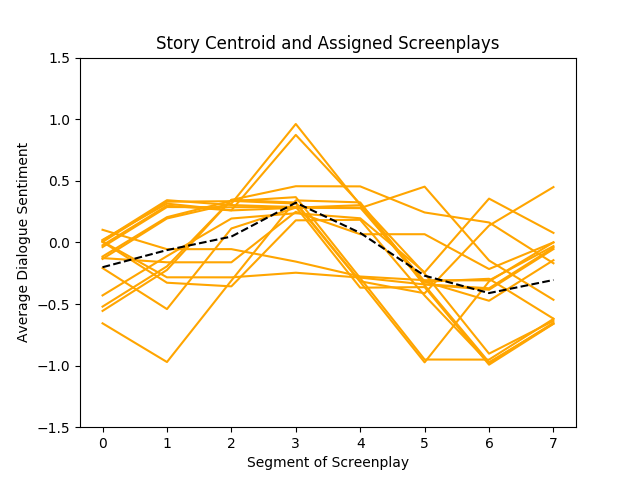 Story Centroid and Assigned Screenplays
Average Dialogue Sentiment
1.5
1.0
0.5
0.0
−0.5
−1.0
−1.5
0 1 2 3 4 5 6 7
Segment of Screenplay